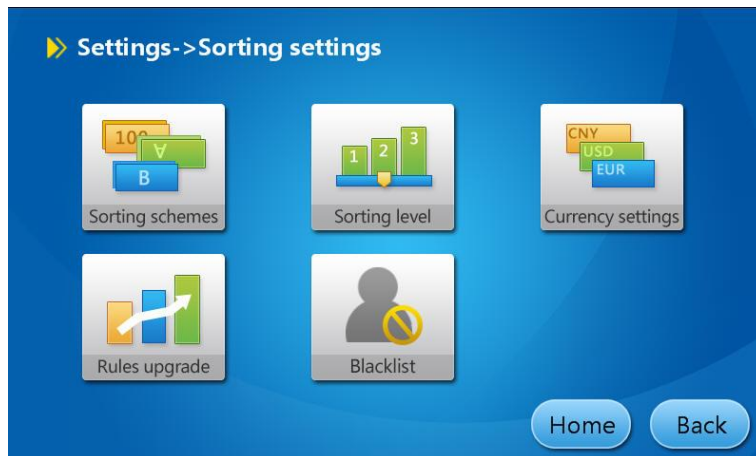 Settings->Sorting settings
100
A
B
Sorting schemes
1 2 3
Sorting level
CNY
USD
EUR
Currency settings
Rules upgrade
Blacklist
Home Back